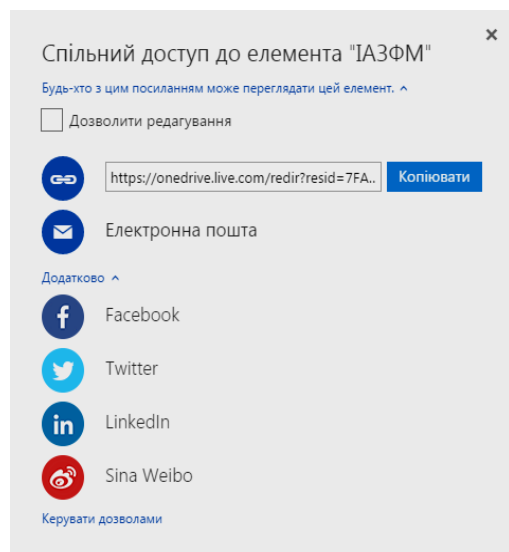 Спільний доступ до елемента "ІАЗФМ"
Будь-хто з цим посиланням може переглядати цей елемент.
Дозволити редагування
https://onedrive.live.com/redir?resid=7FA.. Копіювати
Електронна пошта
Додатково
Facebook
Twitter
LinkedIn
Sina Weibo
Керувати дозволами